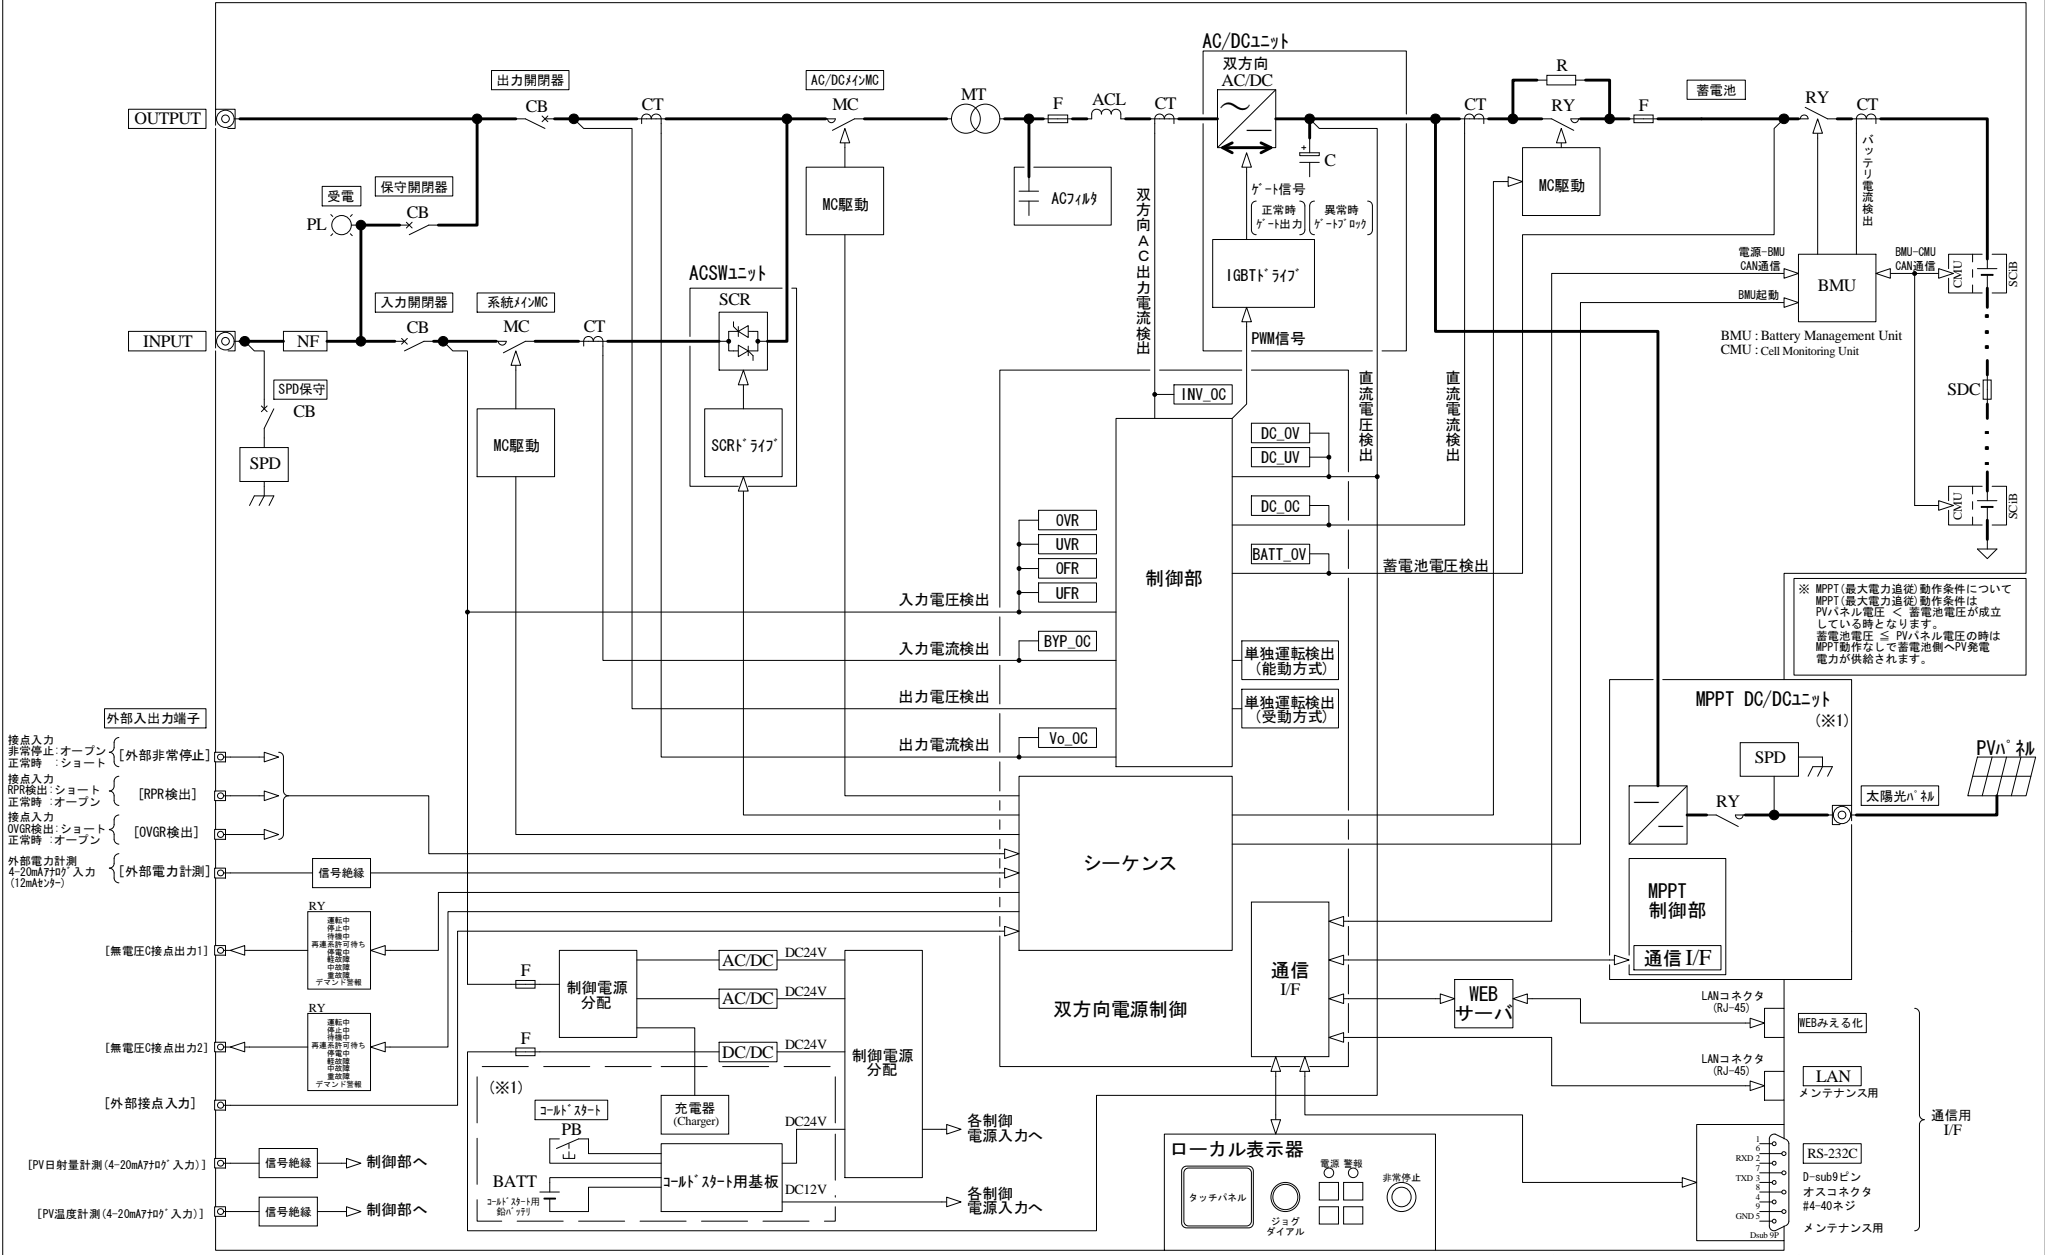 AC/DCユニット
双方向
AC/DC
R
出力開閉器
AC/DCメインMC
蓄電池
CB
CT
MC
MT
F
ACL
CT
CT
RY
F
RY
CT
OUTPUT
C
MC駆動
ACフィルタ
ゲート信号
正常時
ゲート出力
異常時
ゲートブロック
IGBTドライブ
PWM信号
MC駆動
バッテリ電流検出
双方向AC出力電流検出
受電
保守開閉器
PL
CB
ACSWユニット
SCR
電源-BMU
CAN通信
BMU起動
BMU
BMU-CMU
CAN通信
CMU
SCiB
BMU : Battery Management Unit
CMU : Cell Monitoring Unit
SDC
CMU
SCiB
入力開閉器
系統メインMC
INPUT
NF
CB
MC
CT
SPD保守
CB
SPD
MC駆動
SCRドライブ
INV_OC
直流電圧検出
直流電流検出
DC_OV
DC_UV
DC_OC
BATT_OV
蓄電池電圧検出
OVR
UVR
OFR
UFR
制御部
入力電圧検出
入力電流検出
BYP_OC
出力電圧検出
出力電流検出
Vo_OC
単独運転検出
(能動方式)
単独運転検出
(受動方式)
※ MPPT(最大電力追従)動作条件について
MPPT(最大電力追従)動作条件は
PVパネル電圧 < 蓄電池電圧が成立
している時となります。
蓄電池電圧 ≦ PVパネル電圧の時は
MPPT動作なしで蓄電池側へPV発電
電力が供給されます。
MPPT DC/DCユニット
(※1)
SPD
RY
PVパネル
太陽光パネル
MPPT
制御部
通信I/F
外部入出力端子
接点入力
非常停止:オープン
正常時 :ショート
[外部非常停止]
接点入力
RPR検出:ショート
正常時 :オープン
[RPR検出]
接点入力
OVGR検出:ショート
正常時 :オープン
[OVGR検出]
外部電力計測
4-20mAアナログ入力
(12mAセンター)
[外部電力計測]
信号絶縁
シーケンス
[無電圧C接点出力1]
RY
運転中
停止中
待機中
再連系許可待ち
停電中
軽故障
中故障
重故障
デマンド警報
[無電圧C接点出力2]
RY
運転中
停止中
待機中
再連系許可待ち
停電中
軽故障
中故障
重故障
デマンド警報
[外部接点入力]
[PV日射量計測(4-20mAアナログ入力)]
信号絶縁
制御部へ
[PV温度計測(4-20mAアナログ入力)]
信号絶縁
制御部へ
F
制御電源
分配
AC/DC
DC24V
AC/DC
DC24V
F
DC/DC
DC24V
制御電源
分配
(※1)
コールドスタート
PB
充電器
(Charger)
DC24V
BATT
コールドスタート用
鉛バッテリ
コールドスタート用基板
DC12V
各制御
電源入力へ
各制御
電源入力へ
双方向電源制御
通信
I/F
WEB
サーバ
LANコネクタ
(RJ-45)
WEBみえる化
LANコネクタ
(RJ-45)
LAN
メンテナンス用
通信用
I/F
ローカル表示器
タッチパネル
ジョグ
ダイアル
電源 警報
非常停止
1
6
RXD 2
7
TXD 3
8
4
9
GND 5
Dsub 9P
RS-232C
D-sub9ピン
オスコネクタ
#4-40ネジ
メンテナンス用